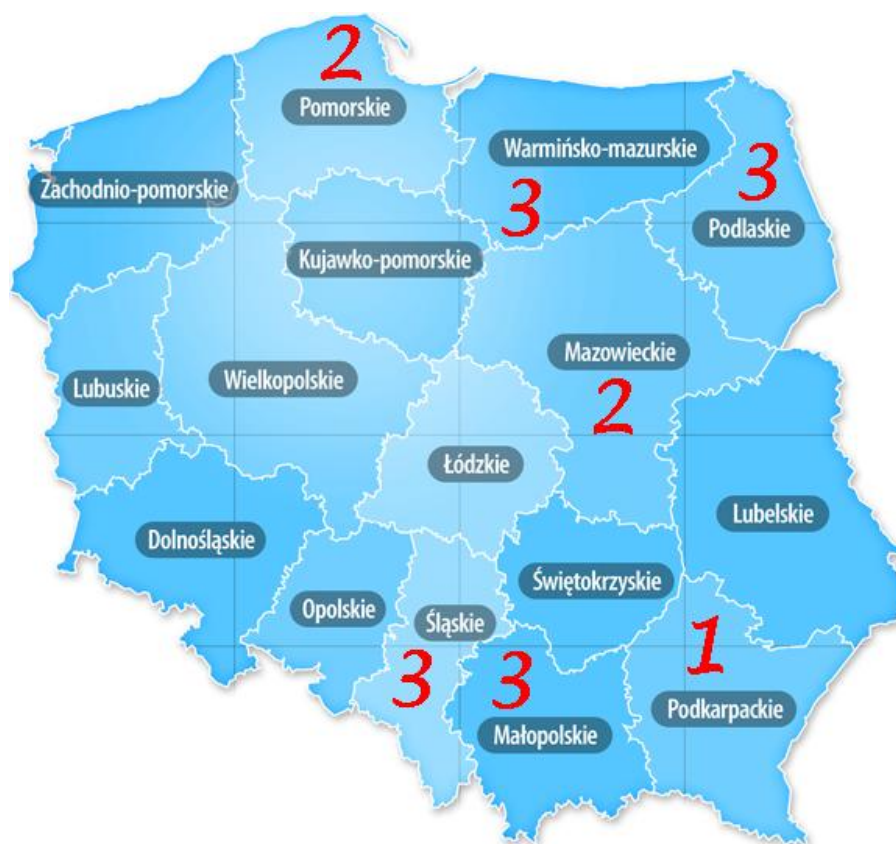 2
Pomorskie
Warmińsko-mazurskie
3
Zachodnio-pomorskie
3
Podlaskie
Kujawko-pomorskie
Mazowieckie
Lubuskie
Wielkopolskie
2
Łódzkie
Lubelskie
Dolnośląskie
Świętokrzyskie
Opolskie
Śląskie
1
3
3
Podkarpackie
Małopolskie